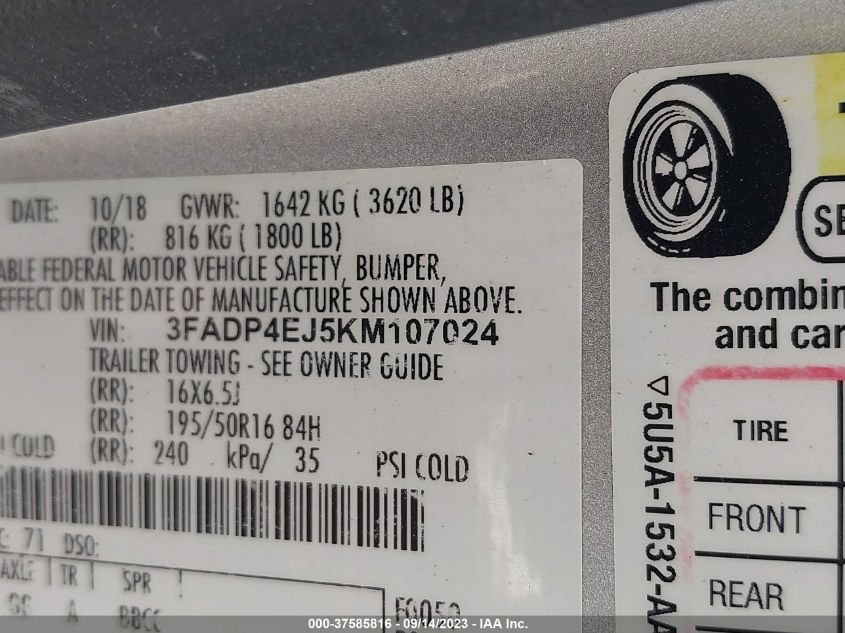 DATE: 10/18 GVWR: 1642 KG ( 3620 LB)
(RR): 816 KG ( 1800 LB)
ABLE FEDERAL MOTOR VEHICLE SAFETY, BUMPER,
EFFECT ON THE DATE OF MANUFACTURE SHOWN ABOVE.
VIN: 3FADP4EJ5KM107024
TRAILER TOWING - SEE OWNER GUIDE
(RR): 16X6.5J
(RR): 195/50R16 84H
I COLD (RR): 240 kPa/ 35 PSI COLD
C: 71 DSO:
AXLE TR SPR
GC A BBCC
SE
The combin
and car
TIRE
FRONT
REAR
5U5A-1532-AA
000-37585816 - 09/14/2023 - IAA Inc.